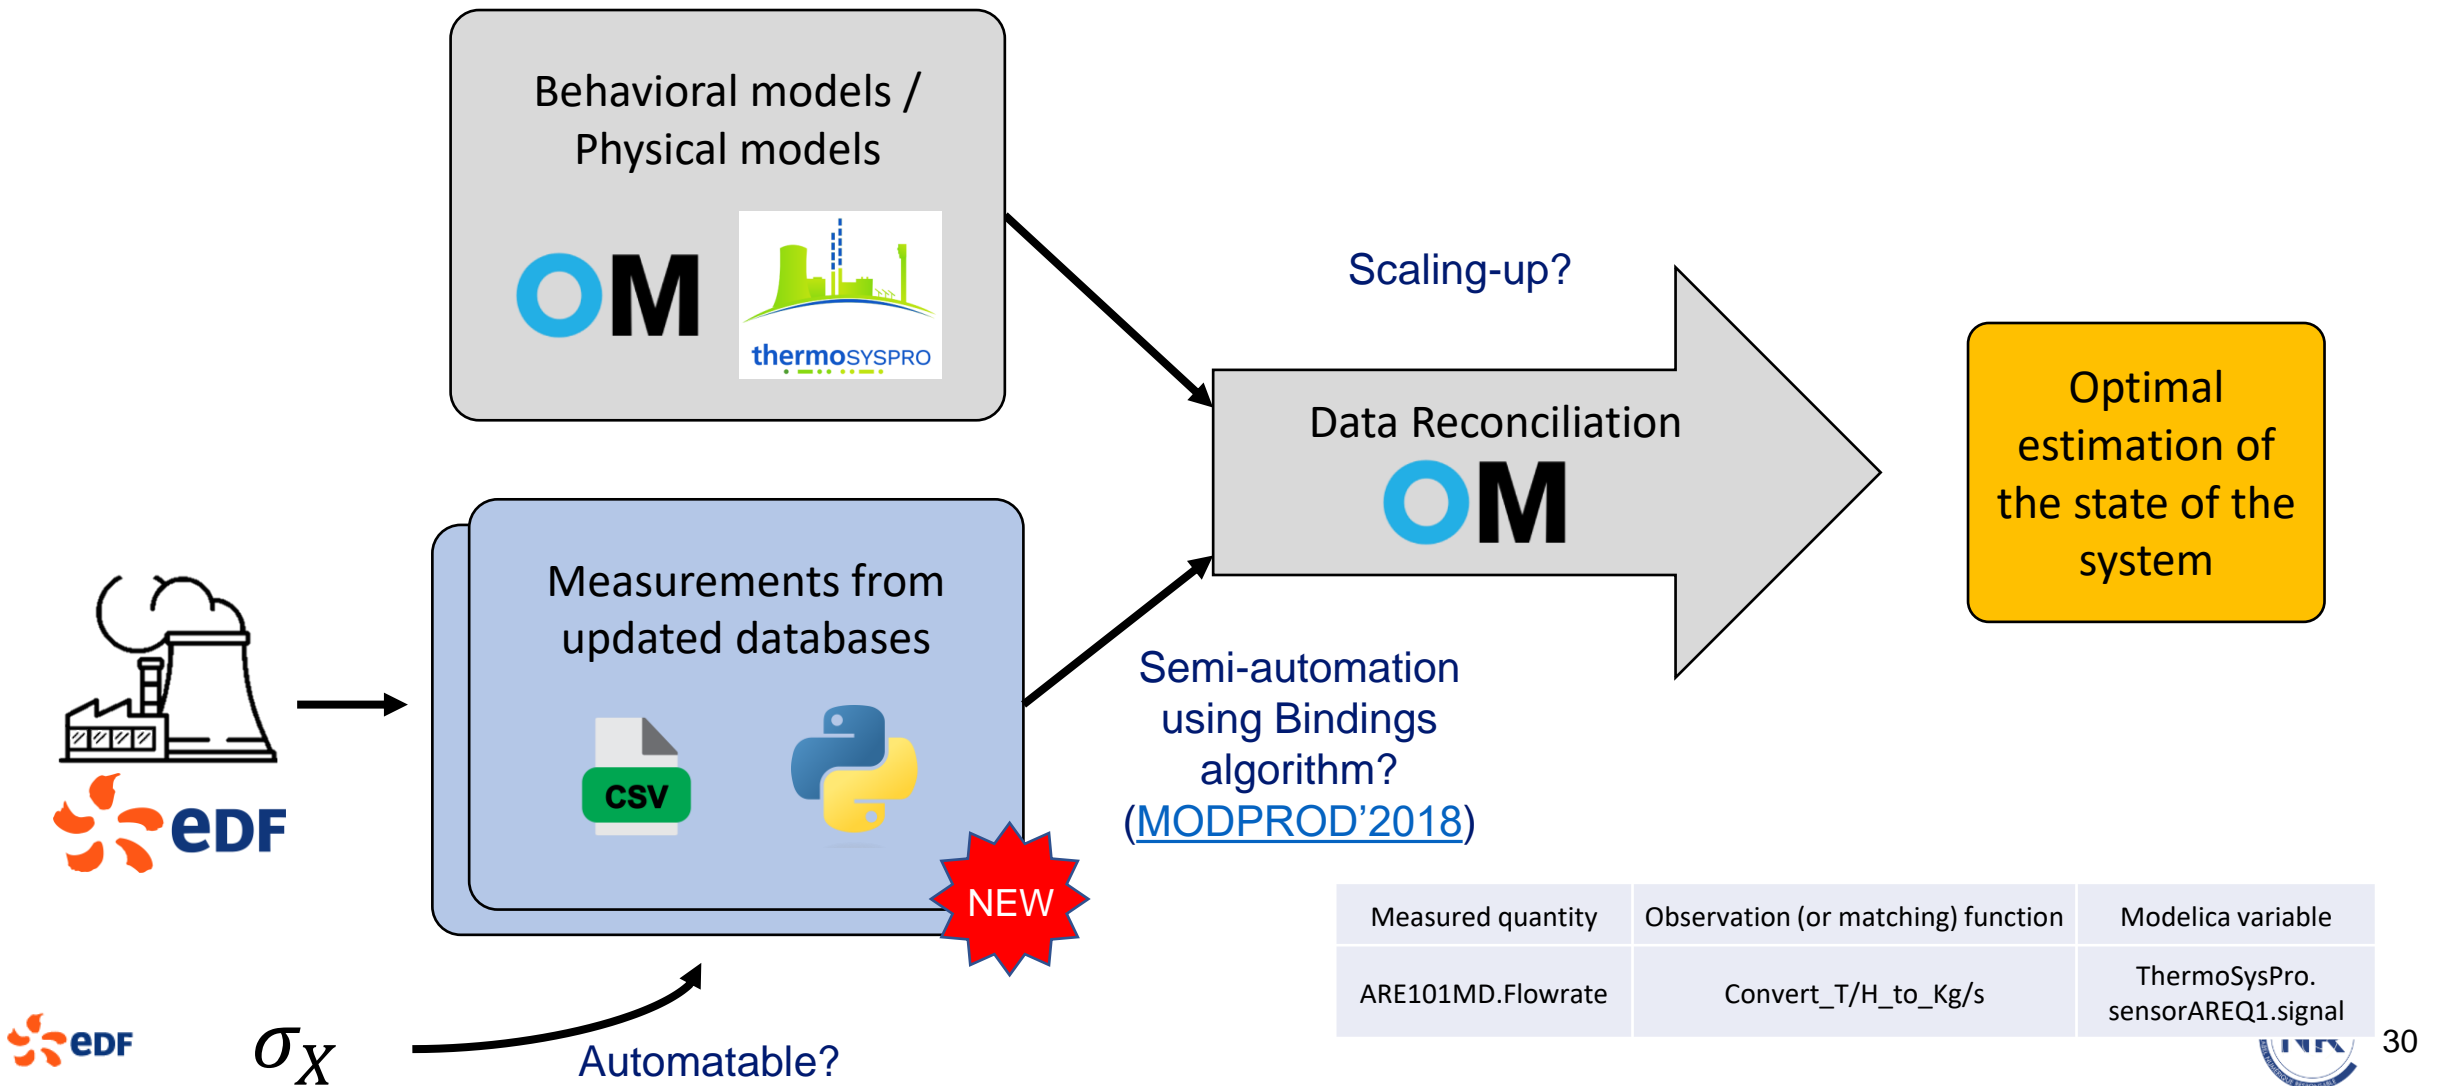 Behavioral models /
Physical models
OM
thermoSYSPRO
Scaling-up?
Data Reconciliation
OM
Optimal
estimation of
the state of the
system
Measurements from
updated databases
CSV
NEW
Semi-automation
using Bindings
algorithm?
(MODPROD’2018)
eDF
Measured quantity Observation (or matching) function Modelica variable
ARE101MD.Flowrate Convert_T/H_to_Kg/s ThermoSysPro.
sensorAREQ1.signal
eDF
σX
Automatable?
NR
30